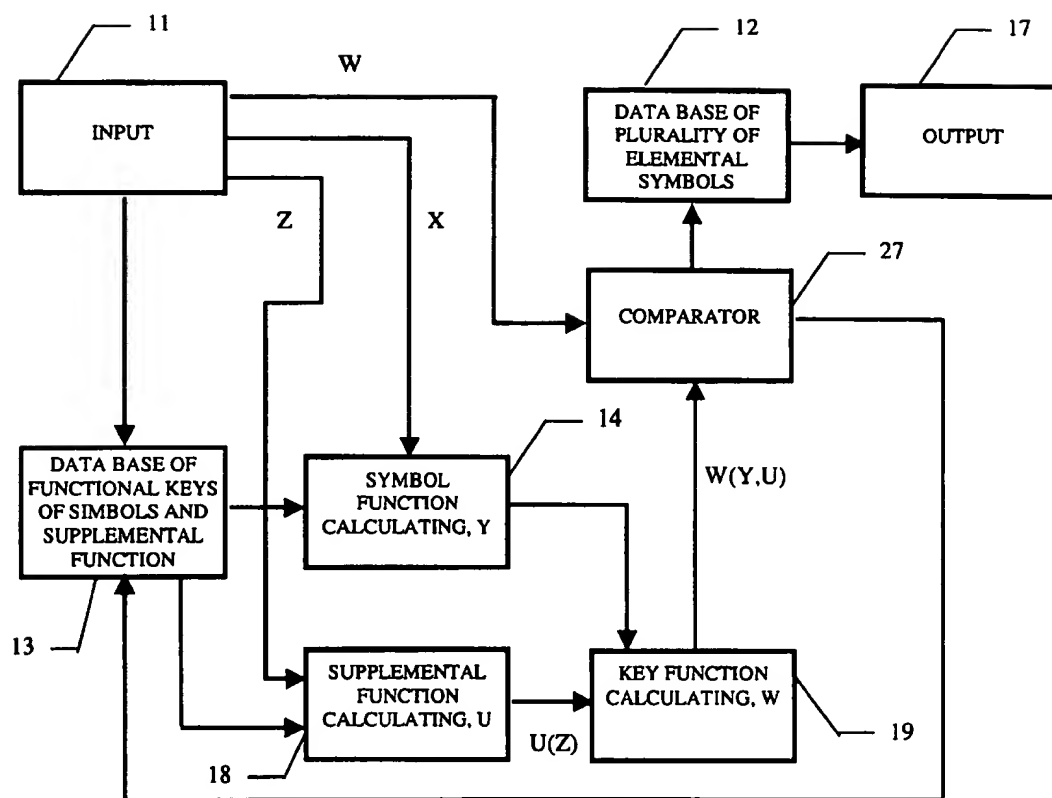 11
12
17
W
INPUT
DATA BASE OF
PLURALITY OF
ELEMENTAL
SYMBOLS
OUTPUT
Z
X
27
COMPARATOR
14
DATA BASE OF
FUNCTIONAL KEYS
OF SIMBOLS AND
SUPPLEMENTAL
FUNCTION
SYMBOL
FUNCTION
CALCULATING, Y
W(Y,U)
13
SUPPLEMENTAL
FUNCTION
CALCULATING, U
KEY FUNCTION
CALCULATING, W
U(Z)
19
18